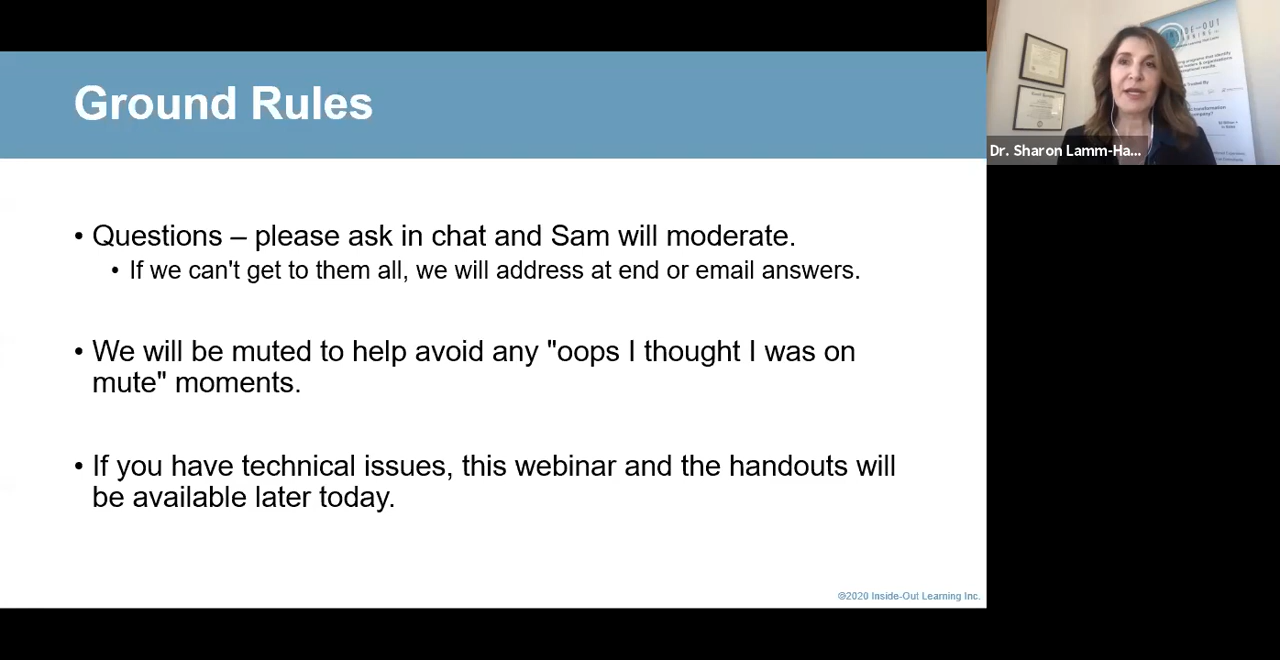 Ground Rules
• Questions – please ask in chat and Sam will moderate.
• If we can't get to them all, we will address at end or email answers.
• We will be muted to help avoid any "oops I thought I was on
mute" moments.
• If you have technical issues, this webinar and the handouts will
be available later today.
©2020 Inside-Out Learning Inc.
Dr. Sharon Lamm-Ha...